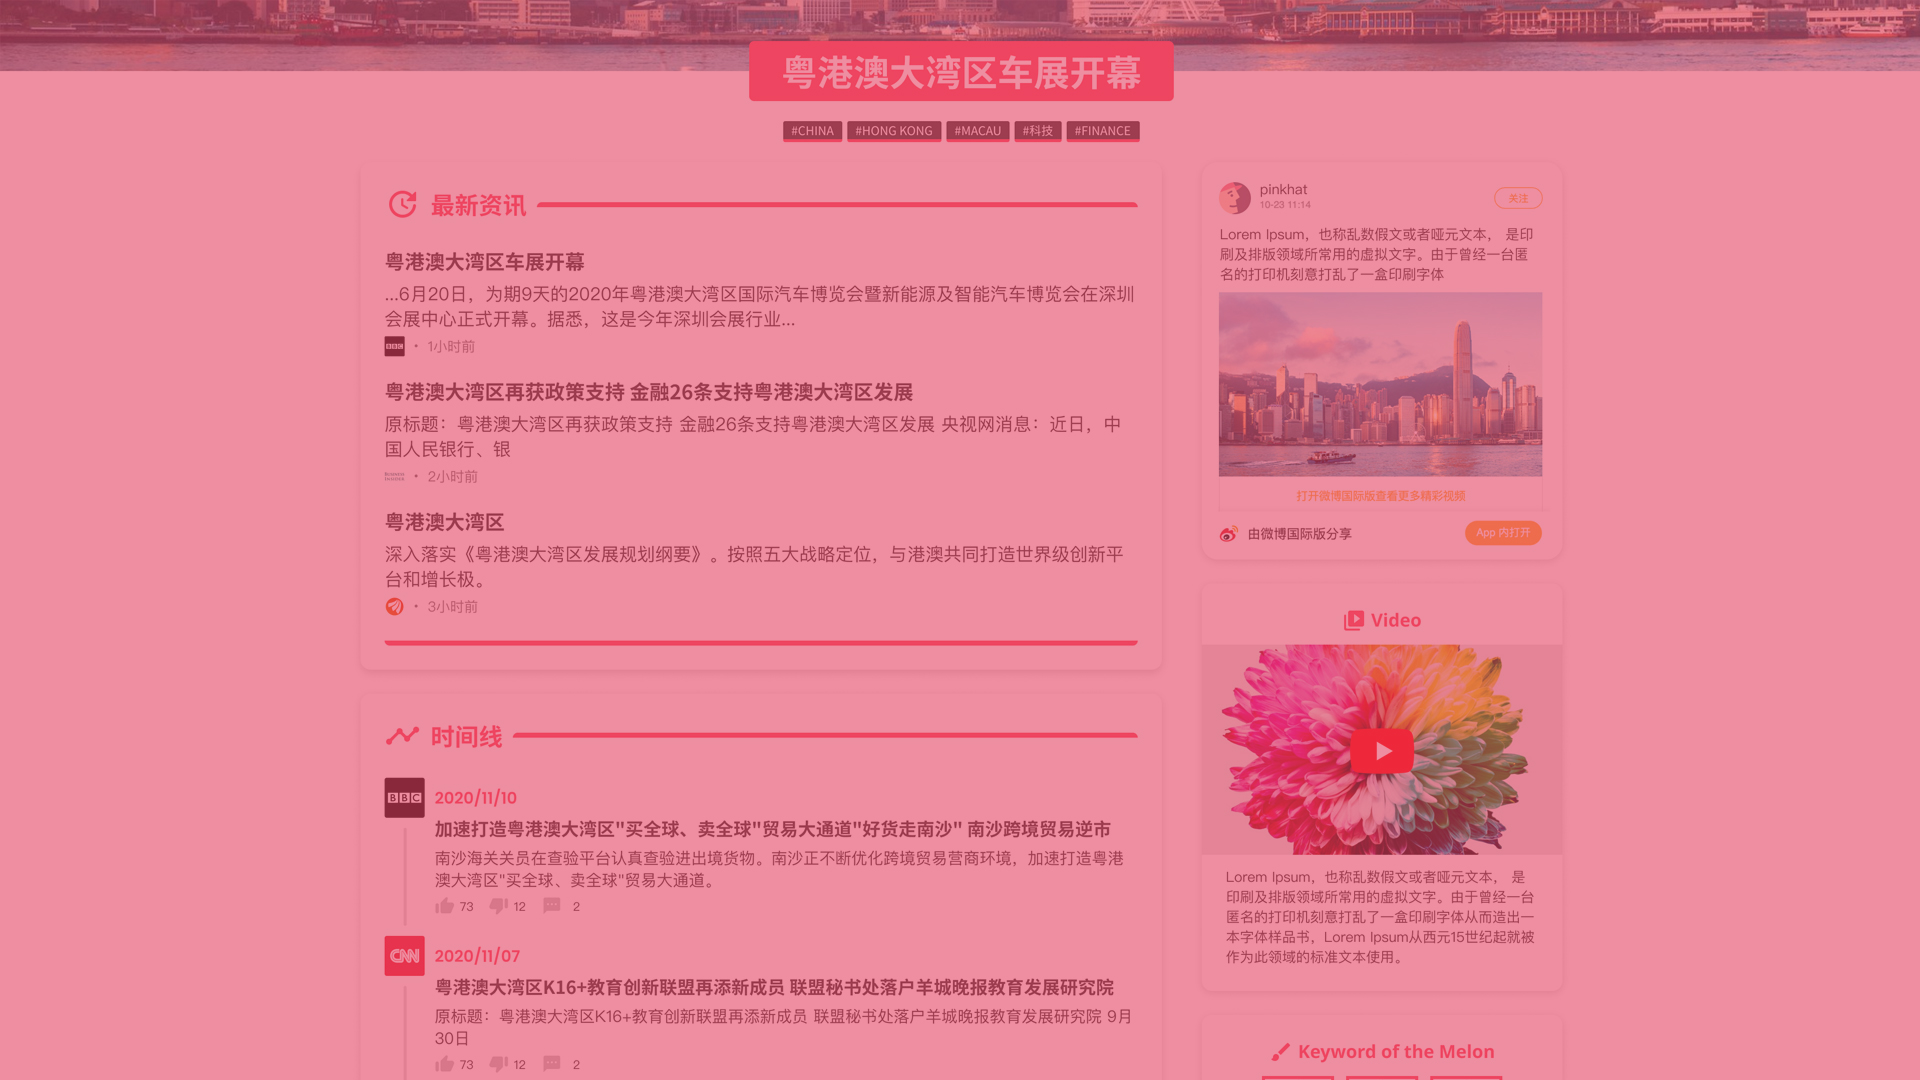 粤港澳大湾区车展开幕
#CHINA #HONG KONG #MACAU #科技 #FINANCE
最新资讯
粤港澳大湾区车展开幕
...6月20日，为期9天的2020年粤港澳大湾区国际汽车博览会暨新能源及智能汽车博览会在深圳
会展中心正式开幕。据悉，这是今年深圳会展行业...
BBC • 1小时前
粤港澳大湾区再获政策支持 金融26条支持粤港澳大湾区发展
原标题：粤港澳大湾区再获政策支持 金融26条支持粤港澳大湾区发展 央视网消息：近日，中
国人民银行、银
• 2小时前
粤港澳大湾区
深入落实《粤港澳大湾区发展规划纲要》。按照五大战略定位，与港澳共同打造世界级创新平
台和增长极。
• 3小时前
时间线
BBC 2020/11/10
加速打造粤港澳大湾区"买全球、卖全球"贸易大通道"好货走南沙" 南沙跨境贸易逆市
南沙海关关员在查验平台认真查验进出境货物。南沙正不断优化跨境贸易营商环境，加速打造粤港
澳大湾区"买全球、卖全球"贸易大通道。
73 12 2
CNN 2020/11/07
粤港澳大湾区K16+教育创新联盟再添新成员 联盟秘书处落户羊城晚报教育发展研究院
原标题：粤港澳大湾区K16+教育创新联盟再添新成员 联盟秘书处落户羊城晚报教育发展研究院 9月
30日
73 12 2
pinkhat
10-23 11:14
关注
Lorem Ipsum，也称乱数假文或者哑元文本， 是印
刷及排版领域所常用的虚拟文字。由于曾经一台匿
名的打印机刻意打乱了一盒印刷字体
打开微博国际版查看更多精彩视频
由微博国际版分享
App 内打开
Video
Lorem Ipsum，也称乱数假文或者哑元文本， 是
印刷及排版领域所常用的虚拟文字。由于曾经一台
匿名的打印机刻意打乱了一盒印刷字体从而造出一
本字体样品书，Lorem Ipsum从西元15世纪起就被
作为此领域的标准文本使用。
Keyword of the Melon